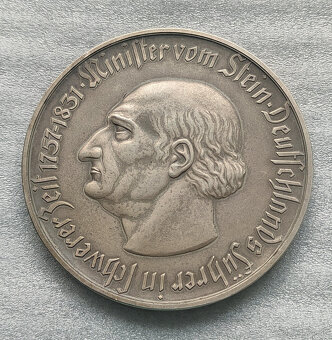 Minister vom Stein · Deutschlands Führer in schwerer Zeit 1757-1831 ·